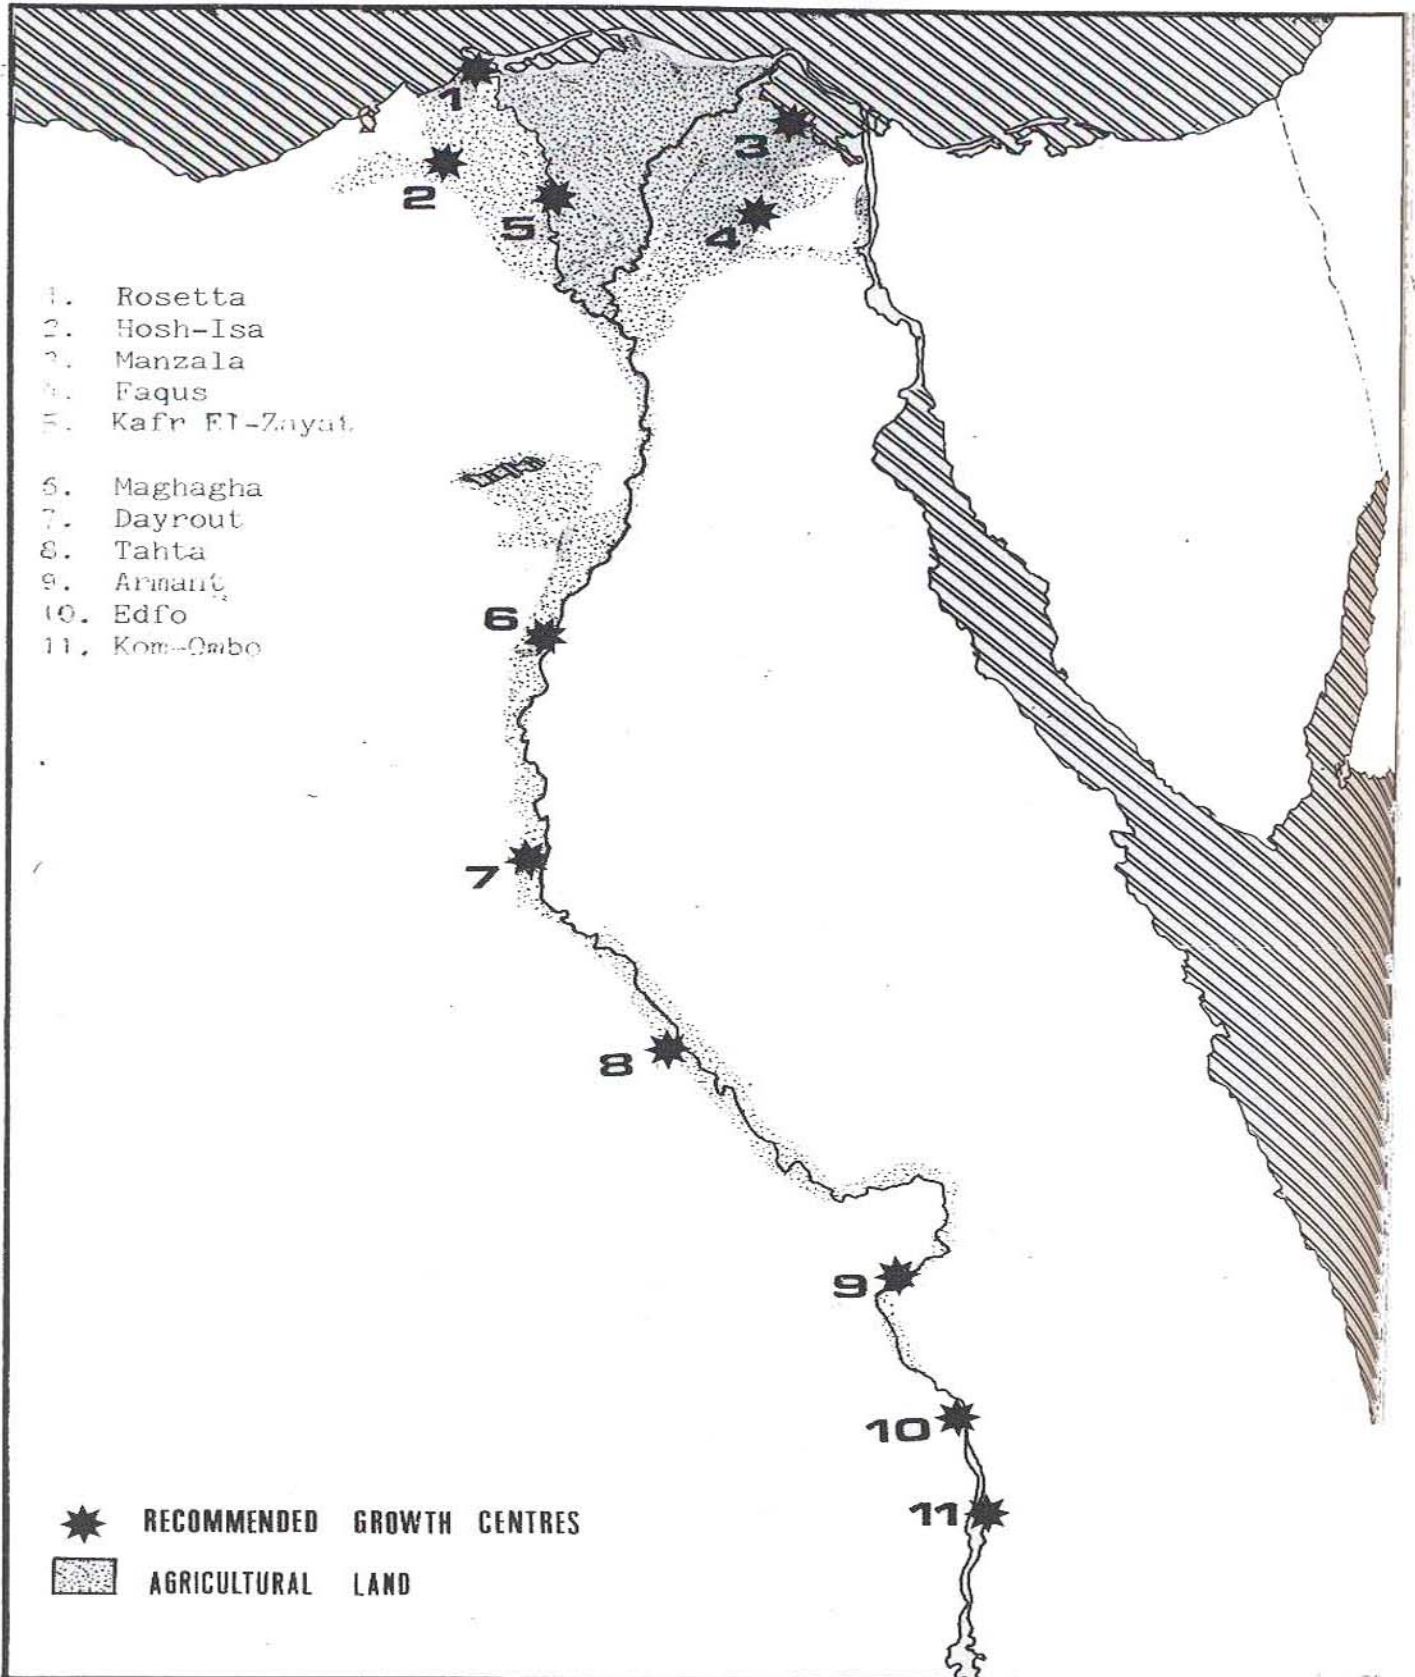 1
2
3
4
5
1. Rosetta
2. Hosh-Isa
3. Manzala
4. Faqus
5. Kafr El-Zayat
6. Maghagha
7. Dayrout
8. Tahta
9. Armant
10. Edfo
11. Kom-Ombo
6
7
8
9
10
11
RECOMMENDED GROWTH CENTRES
AGRICULTURAL LAND